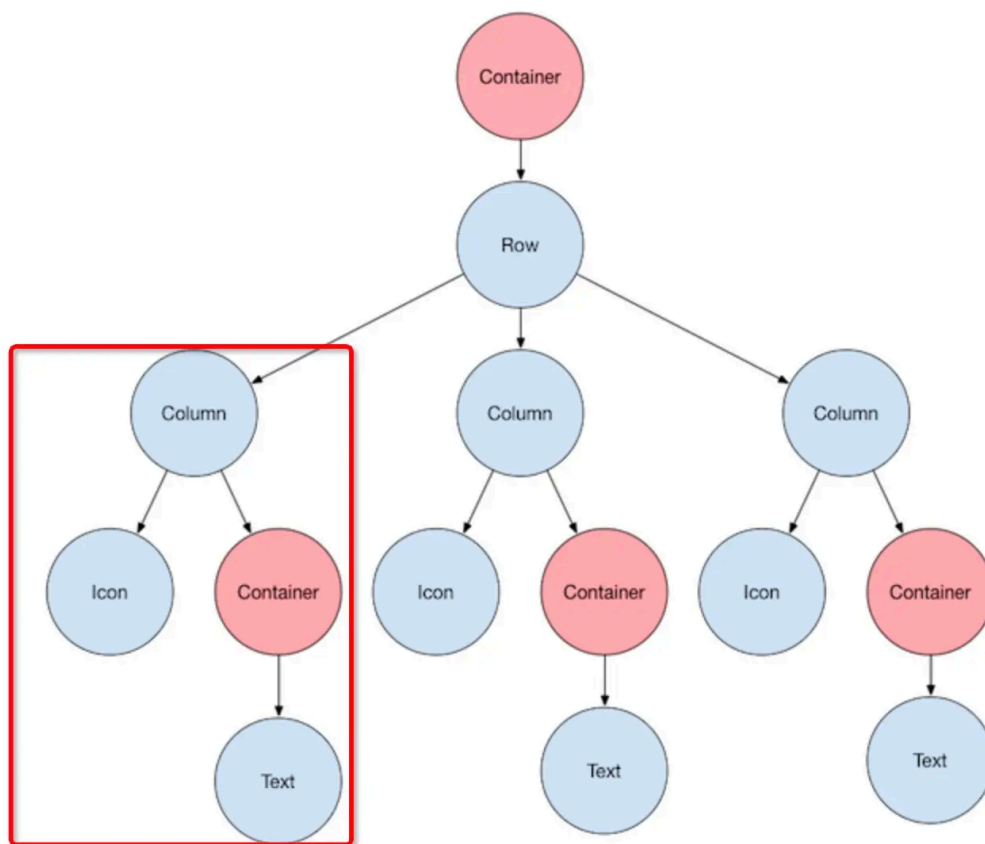 Container
Row
Column
Column
Column
Icon
Container
Icon
Container
Icon
Container
Text
Text
Text